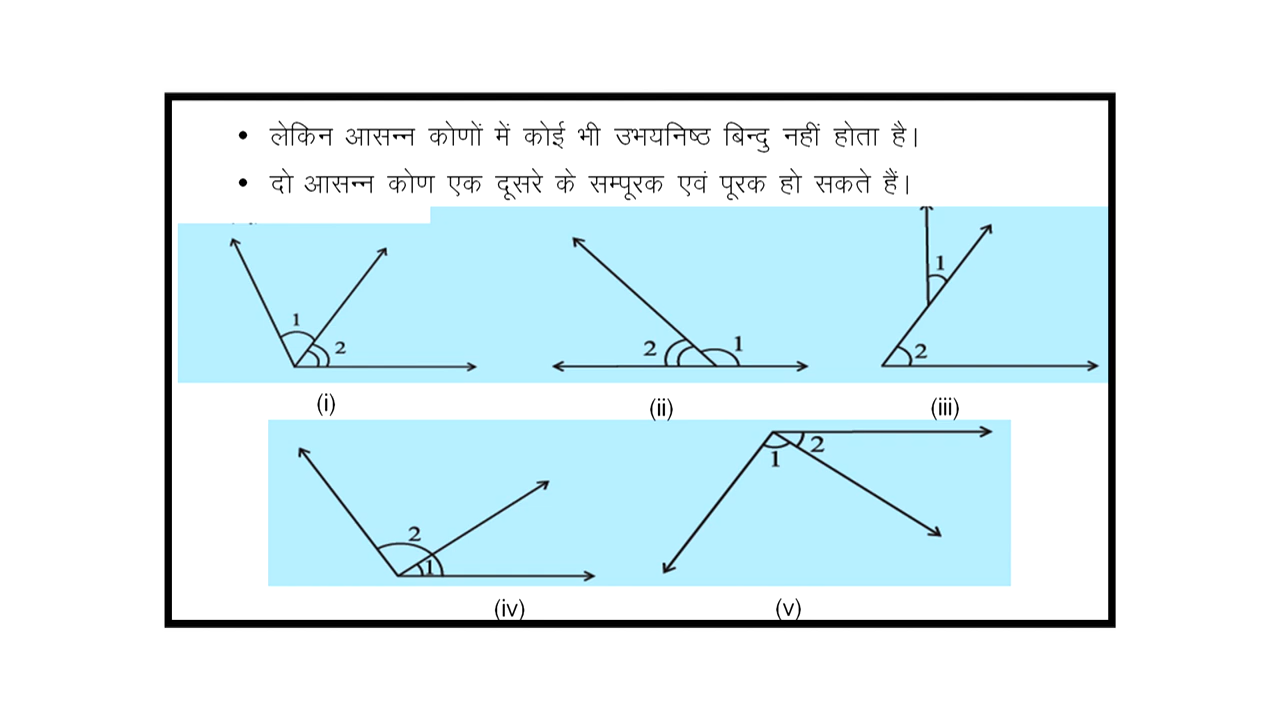 • लेकिन आसन्न कोणों में कोई भी उभयनिष्ठ बिन्दु नहीं होता है।
• दो आसन्न कोण एक दूसरे के सम्पूरक एवं पूरक हो सकते हैं।
1 2
2 1
1 2
(i) (ii) (iii)
2 1
1 2
(iv) (v)